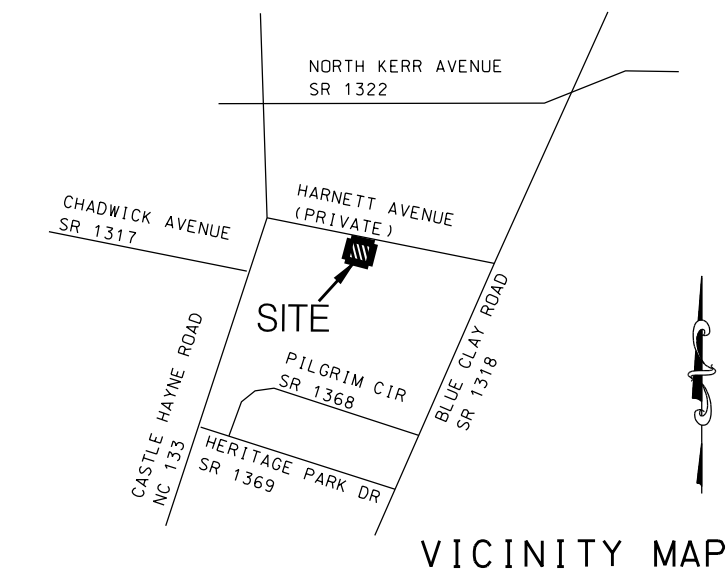 NORTH KERR AVENUE
SR 1322
HARNETT AVENUE
(PRIVATE)
CHADWICK AVENUE
SR 1317
SITE
PILGRIM CIR
SR 1368
BLUE CLAY ROAD
SR 1318
CASTLE HAYNE ROAD
NC 133
HERITAGE PARK DR
SR 1369
VICINITY MAP